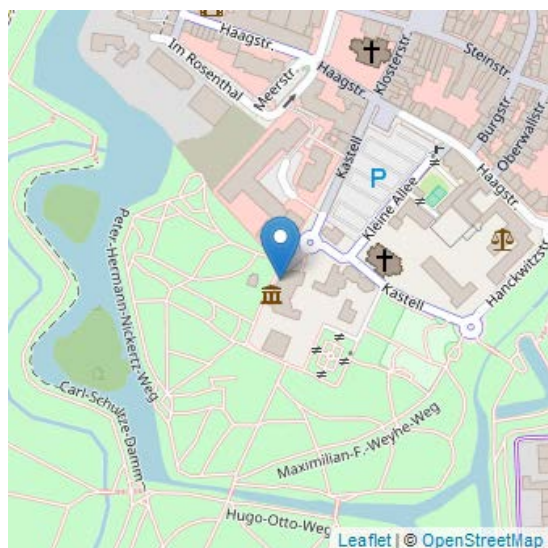 Haagstr.
Klosterstr.
Steinstr.
Im Rosenthal
Meerstr.
Haagstr.
Burgstr.
Oberwallstr.
Kastell
P
Haagstr.
Kleine Allee
Peter-Hermann-Nickertz-Weg
Kastell
Hanckwitzstr.
Carl-Schultze-Damm
Maximilian-F.-Weyhe-Weg
Hugo-Otto-Weg
Leaflet | © OpenStreetMap